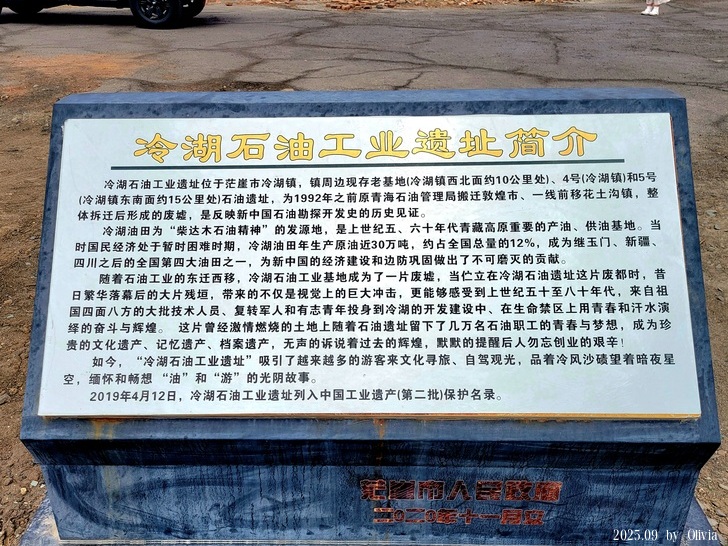 冷湖石油工业遗址简介
冷湖石油工业遗址位于茫崖市冷湖镇，镇周边现存老基地(冷湖镇西北面约10公里处)、4号(冷湖镇)和5号
(冷湖镇东南面约15公里处)石油遗址，为1992年之前原青海石油管理局搬迁敦煌市、一线前移花土沟镇，整
体拆迁后形成的废墟，是反映新中国石油勘探开发史的历史见证。
冷湖油田为“柴达木石油精神”的发源地，是上世纪五、六十年代青藏高原重要的产油、供油基地。当
时国民经济处于暂时困难时期，冷湖油田年生产原油近30万吨，约占全国总量的12%，成为继玉门、新疆、
四川之后的全国第四大油田之一，为新中国的经济建设和边防巩固做出了不可磨灭的贡献。
随着石油工业的东迁西移，冷湖石油工业基地成为了一片废墟，当伫立在冷湖石油遗址这片废都时，昔
日繁华落幕后的大片残垣，带来的不仅是视觉上的巨大冲击，更能够感受到上世纪五十至八十年代，来自祖
国四面八方的大批技术人员、复转军人和有志青年投身到冷湖的开发建设中、在生命禁区上用青春和汗水演
绎的奋斗与辉煌。 这片曾经激情燃烧的土地上随着石油遗址留下了几万名石油职工的青春与梦想，成为珍
贵的文化遗产、记忆遗产、档案遗产，无声的诉说着过去的辉煌，默默的提醒后人勿忘创业的艰辛！
如今，“冷湖石油工业遗址”吸引了越来越多的游客来文化寻旅、自驾观光，品着冷风沙碛望着暗夜星
空，缅怀和畅想 “油”和“游”的光阴故事。
2019年4月12日，冷湖石油工业遗址列入中国工业遗产(第二批)保护名录。
茫崖市人民政府
二〇二〇年十一月立
2025.09 by Olivia